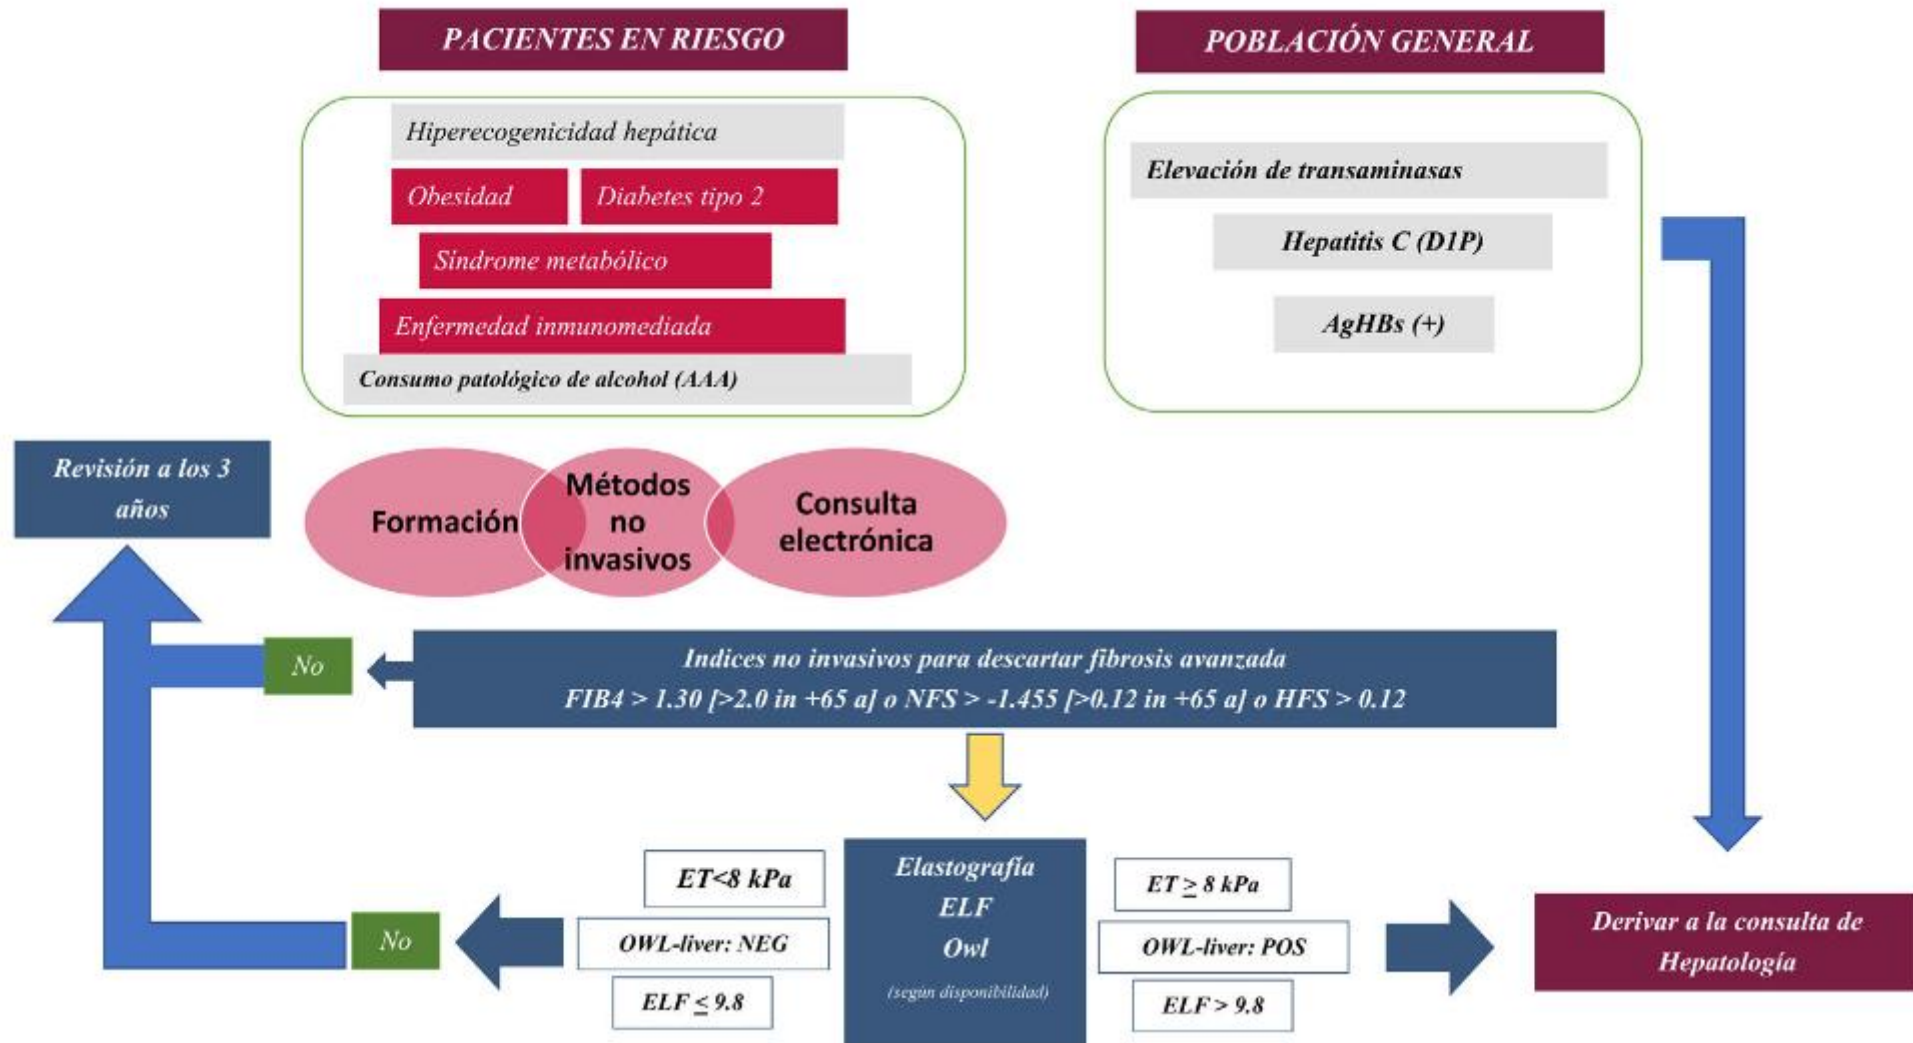 PACIENTES EN RIESGO
POBLACIÓN GENERAL
Hiperecogenicidad hepática
Obesidad
Diabetes tipo 2
Síndrome metabólico
Enfermedad inmunomediada
Consumo patológico de alcohol (AAA)
Elevación de transaminasas
Hepatitis C (D1P)
AgHBs (+)
Revisión a los 3
años
Formación
Métodos
no
invasivos
Consulta
electrónica
No
Indices no invasivos para descartar fibrosis avanzada
FIB4 > 1.30 [>2.0 in +65 a] o NFS > -1.455 [>0.12 in +65 a] o HFS > 0.12
No
ET<8 kPa
OWL-liver: NEG
ELF ≤ 9.8
Elastografía
ELF
Owl
(según disponibilidad)
ET ≥ 8 kPa
OWL-liver: POS
ELF > 9.8
Derivar a la consulta de
Hepatología